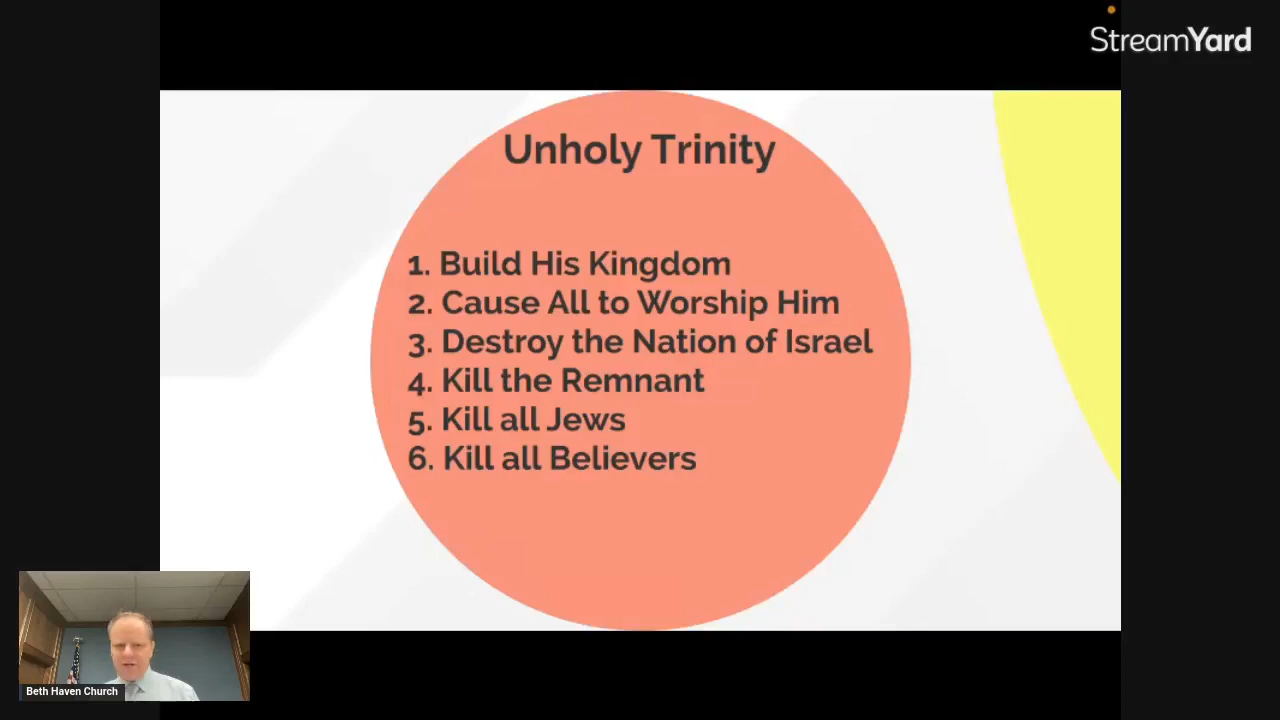 StreamYard
Unholy Trinity
1. Build His Kingdom
2. Cause All to Worship Him
3. Destroy the Nation of Israel
4. Kill the Remnant
5. Kill all Jews
6. Kill all Believers
Beth Haven Church